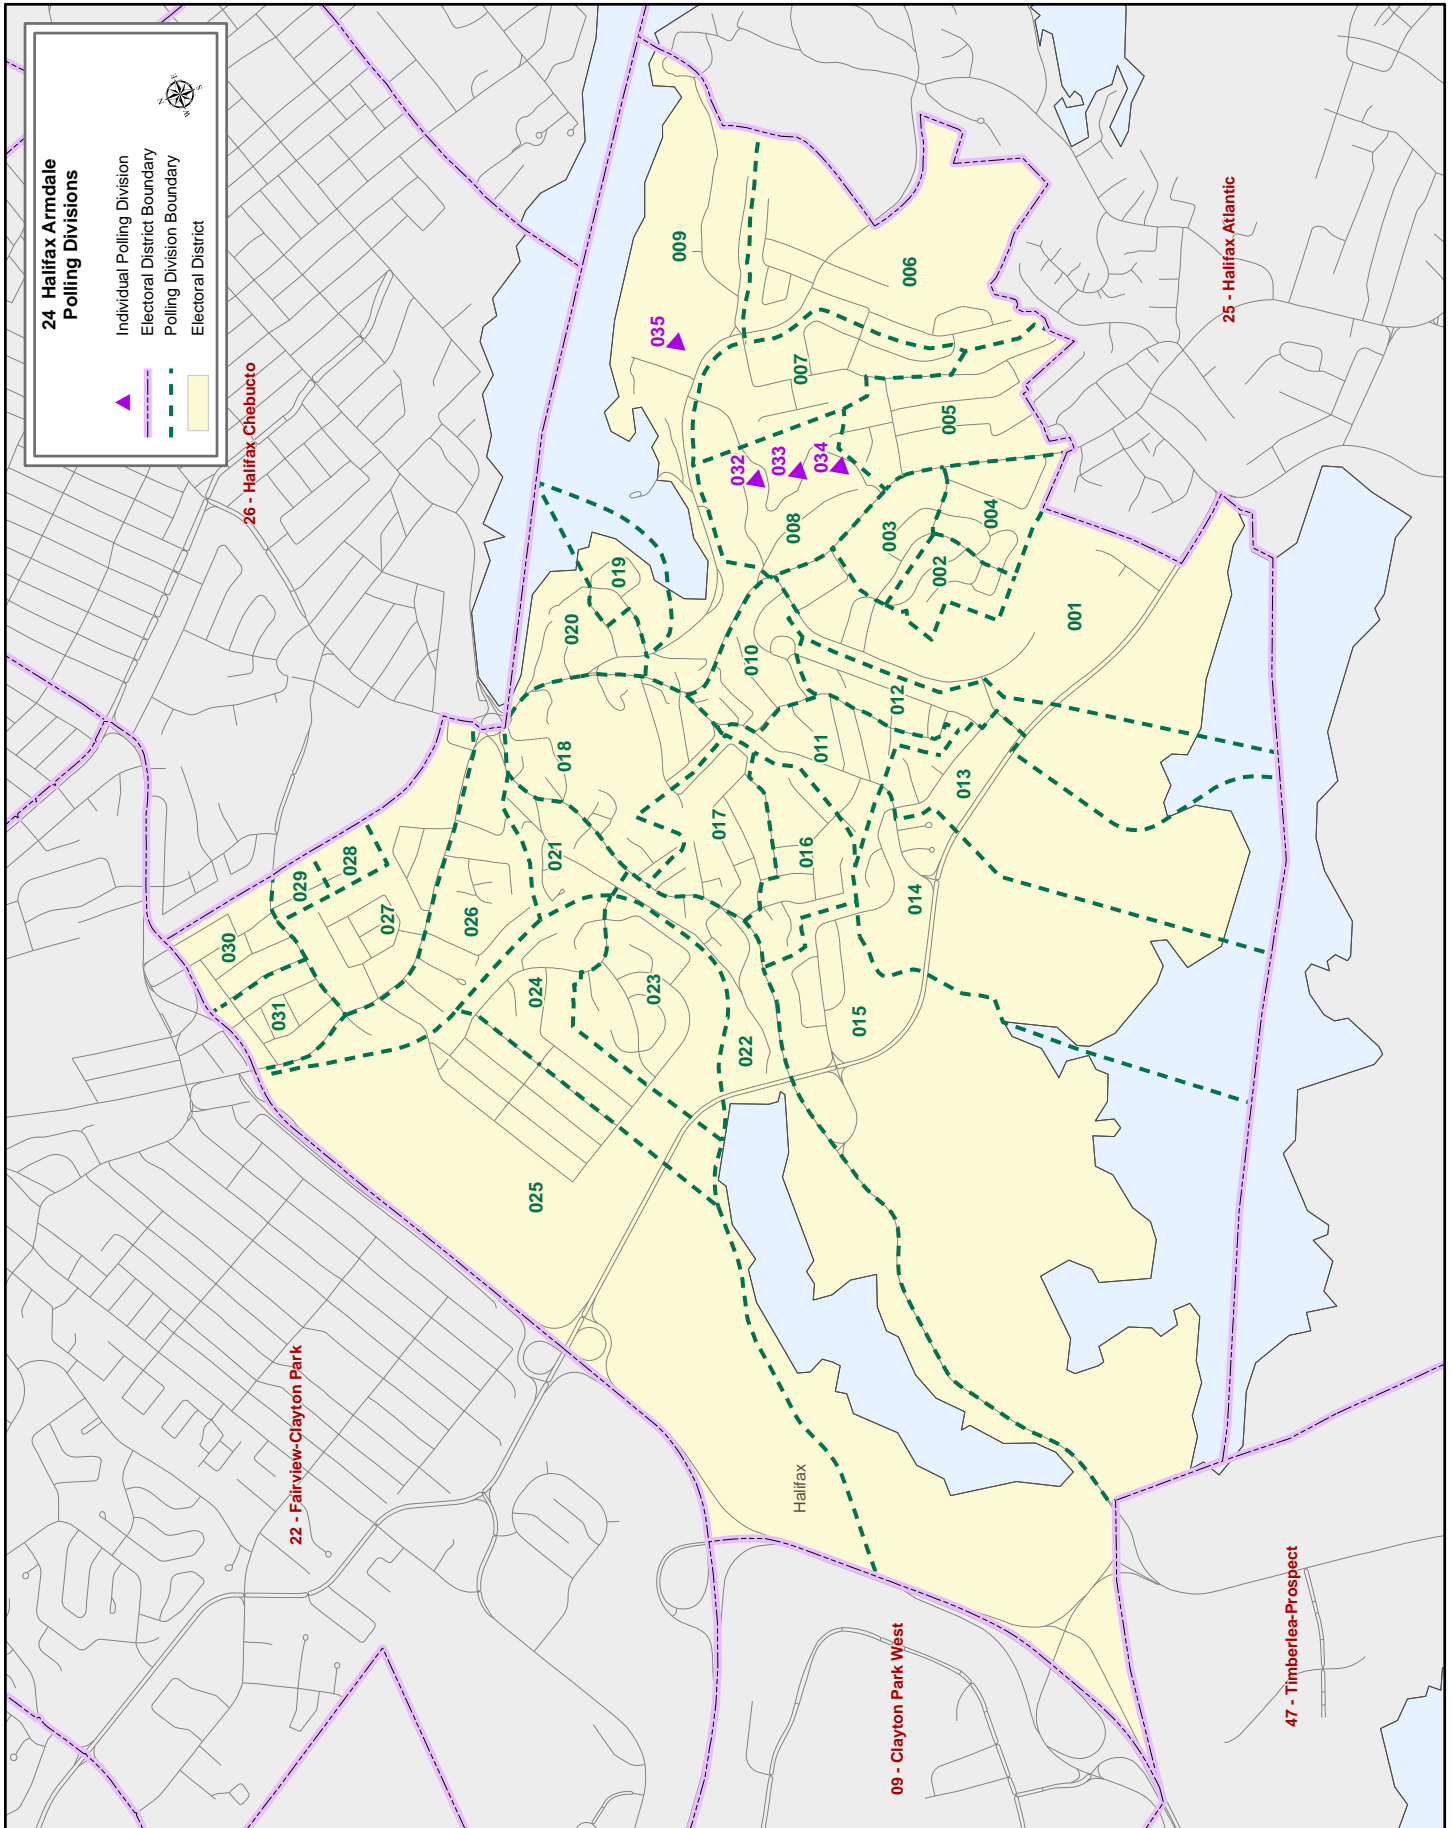 24 Halifax Armdale
Polling Divisions
Individual Polling Division
Electoral District Boundary
Polling Division Boundary
Electoral District
N
E
S
W
26 - Halifax Chebucto
25 - Halifax Atlantic
22 - Fairview-Clayton Park
09 - Clayton Park West
47 - Timberlea-Prospect
Halifax
001
002
003
004
005
006
007
008
009
010
011
012
013
014
015
016
017
018
019
020
021
022
023
024
025
026
027
028
029
030
031
032
033
034
035